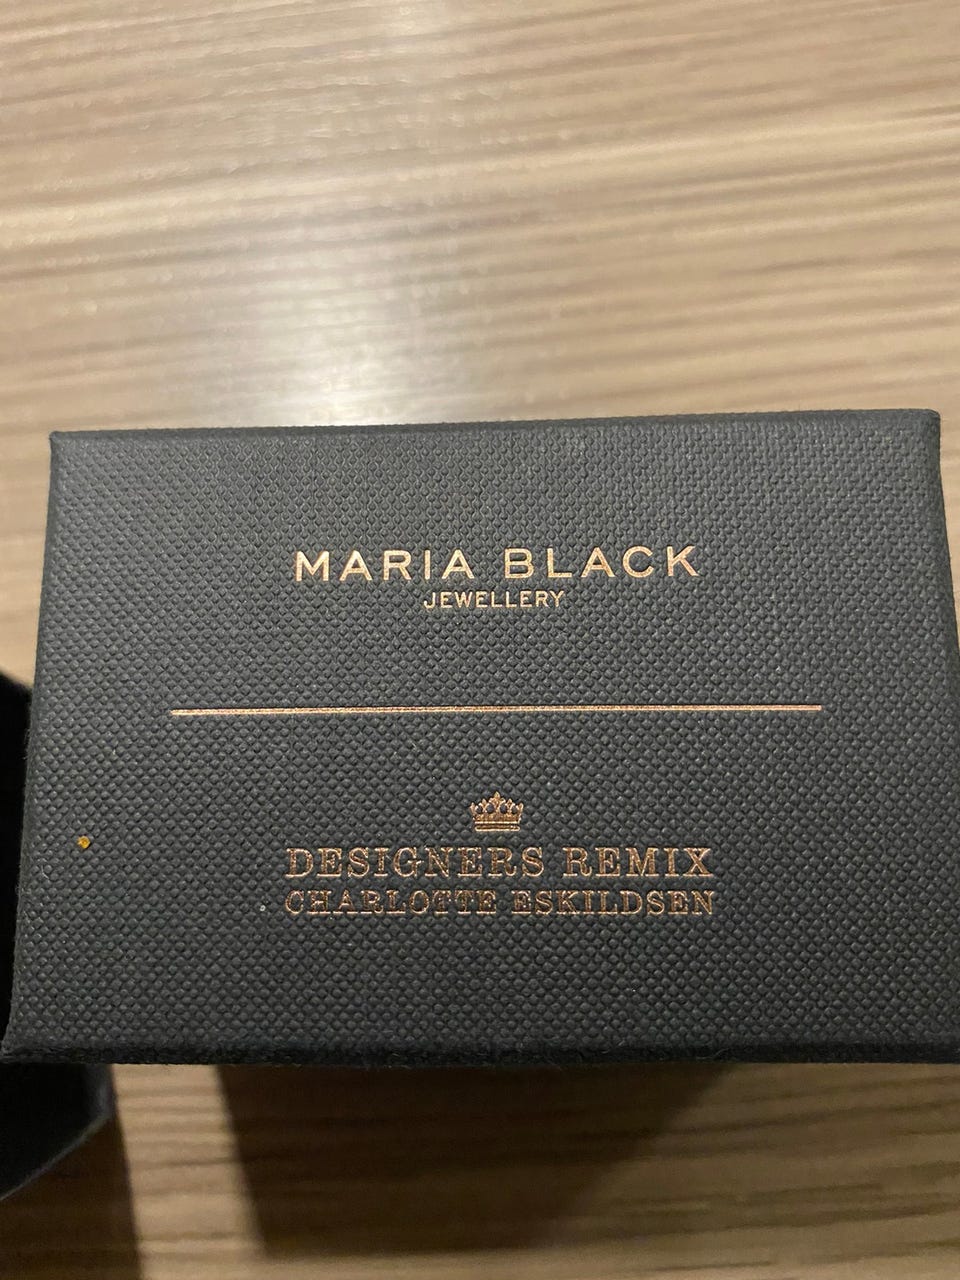 MARIA BLACK
JEWELLERY
DESIGNERS REMIX
CHARLOTTE ESKILDSEN